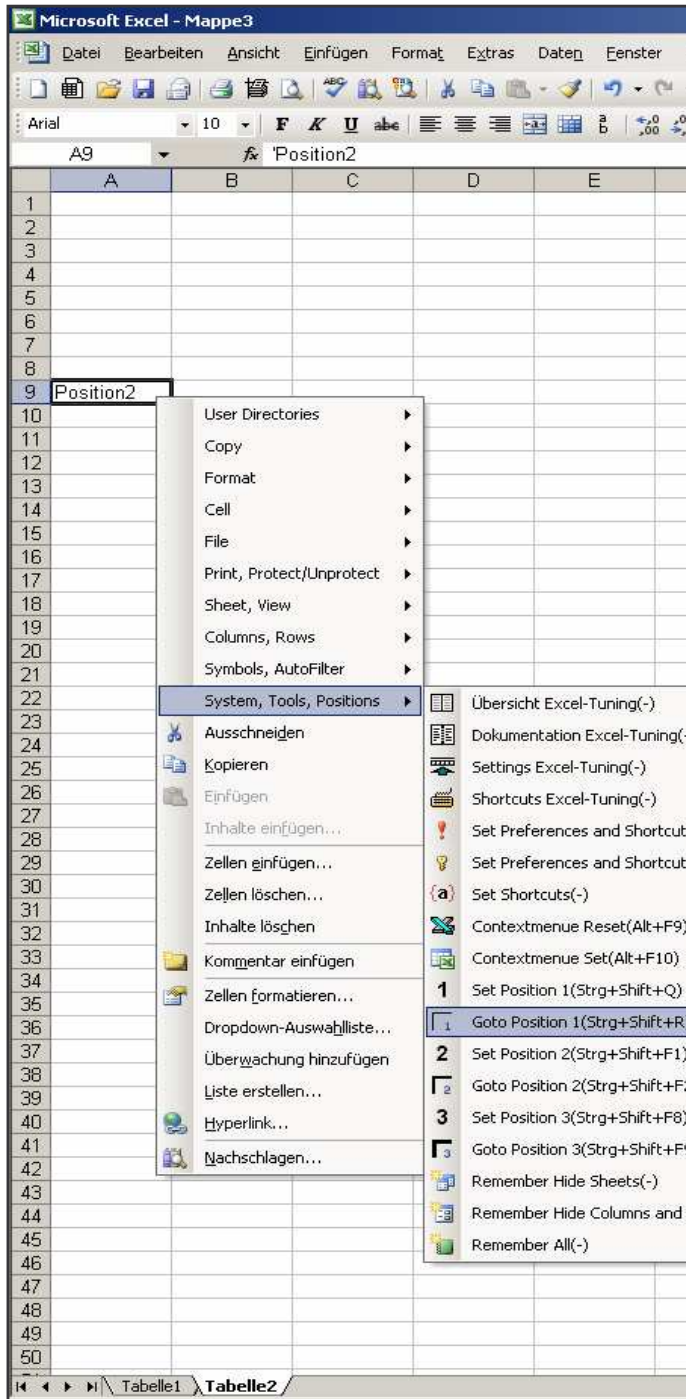 Microsoft Excel - Mappe3
Datei Bearbeiten Ansicht Einfügen Format Extras Daten Fenster
Arial 10 F K U abc
A9 fx 'Position2
A B C D E
1
2
3
4
5
6
7
8
9 Position2
10
11
12
13
14
15
16
17
18
19
20
21
22
23
24
25
26
27
28
29
30
31
32
33
34
35
36
37
38
39
40
41
42
43
44
45
46
47
48
49
50
User Directories
Copy
Format
Cell
File
Print, Protect/Unprotect
Sheet, View
Columns, Rows
Symbols, AutoFilter
System, Tools, Positions
Ausschneiden
Kopieren
Einfügen
Inhalte einfügen...
Zellen einfügen...
Zellen löschen...
Inhalte löschen
Kommentar einfügen
Zellen formatieren...
Dropdown-Auswahlliste...
Überwachung hinzufügen
Liste erstellen...
Hyperlink...
Nachschlagen...
Übersicht Excel-Tuning(-)
Dokumentation Excel-Tuning(-
Settings Excel-Tuning(-)
Shortcuts Excel-Tuning(-)
Set Preferences and Shortcut
Set Preferences and Shortcut
{a} Set Shortcuts(-)
Contextmenue Reset(Alt+F9)
Contextmenue Set(Alt+F10)
1 Set Position 1(Strg+Shift+Q)
1 Goto Position 1(Strg+Shift+R
2 Set Position 2(Strg+Shift+F1)
2 Goto Position 2(Strg+Shift+F2
3 Set Position 3(Strg+Shift+F8)
3 Goto Position 3(Strg+Shift+F9
Remember Hide Sheets(-)
Remember Hide Columns and
Remember All(-)
Tabelle1 Tabelle2